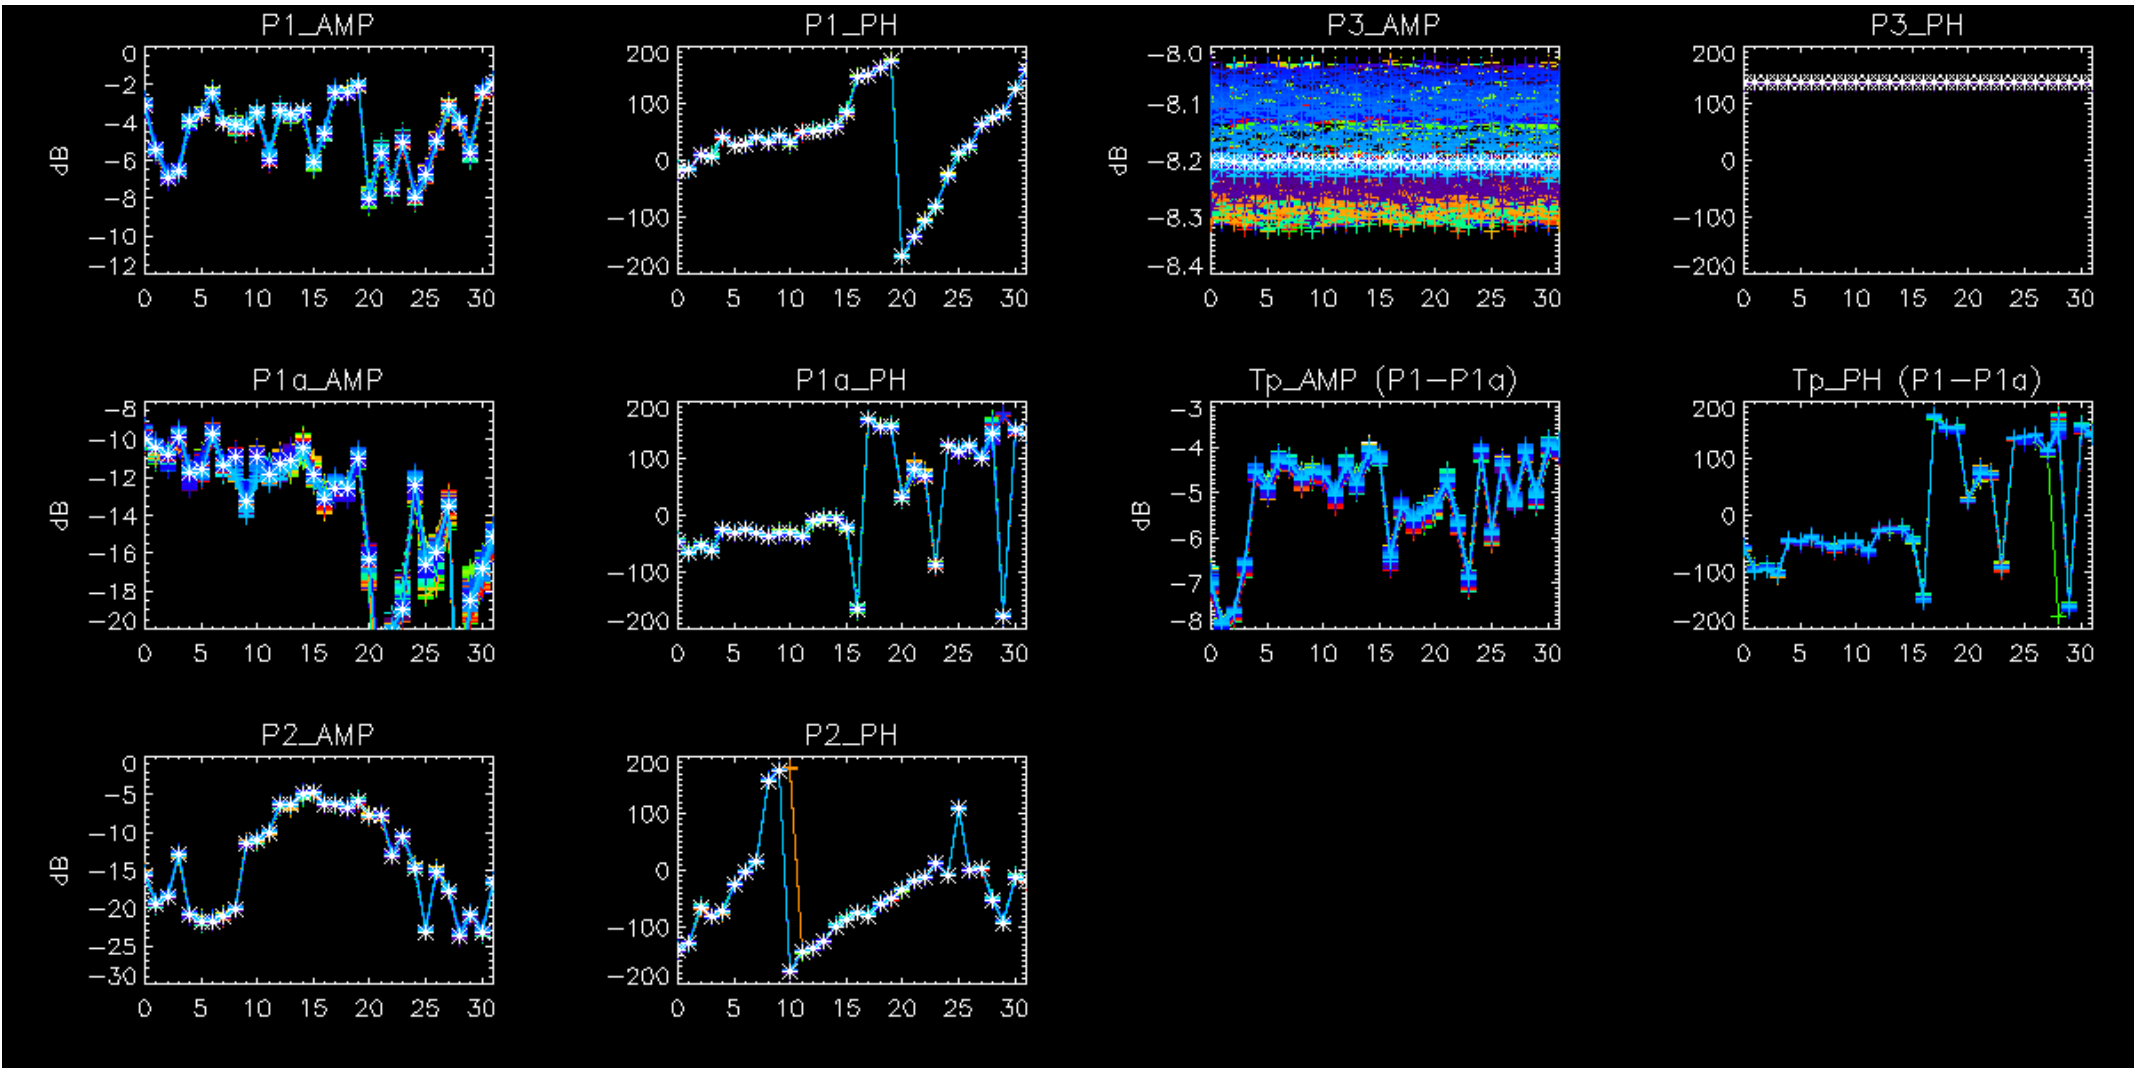 P1_AMP
dB
0
−2
−4
−6
−8
−10
−12
0 5 10 15 20 25 30
P1_PH
200
100
0
−100
−200
0 5 10 15 20 25 30
P3_AMP
dB
−8.0
−8.1
−8.2
−8.3
−8.4
0 5 10 15 20 25 30
P3_PH
200
100
0
−100
−200
0 5 10 15 20 25 30
P1a_AMP
dB
−8
−10
−12
−14
−16
−18
−20
0 5 10 15 20 25 30
P1a_PH
200
100
0
−100
−200
0 5 10 15 20 25 30
Tp_AMP (P1−P1a)
dB
−3
−4
−5
−6
−7
−8
0 5 10 15 20 25 30
Tp_PH (P1−P1a)
200
100
0
−100
−200
0 5 10 15 20 25 30
P2_AMP
dB
0
−5
−10
−15
−20
−25
−30
0 5 10 15 20 25 30
P2_PH
200
100
0
−100
−200
0 5 10 15 20 25 30